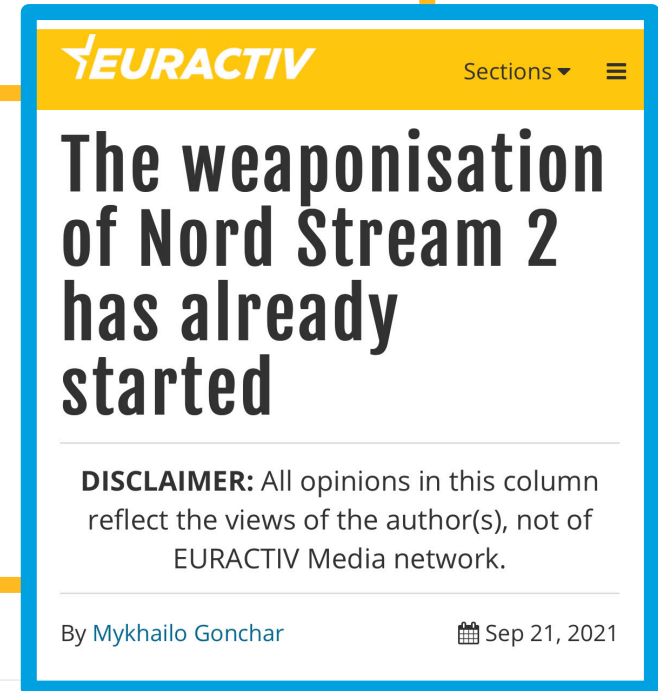 EURACTIV
Sections
The weaponisation
of Nord Stream 2
has already
started
DISCLAIMER: All opinions in this column
reflect the views of the author(s), not of
EURACTIV Media network.
By Mykhailo Gonchar
Sep 21, 2021